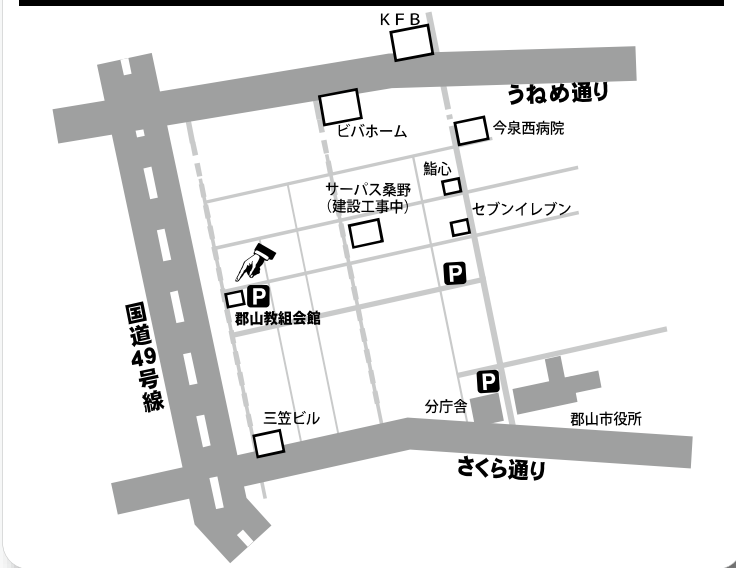 KFB
うねめ通り
ビバホーム
今泉西病院
鮨心
サーパス桑野
（建設工事中）
セブンイレブン
P
P
郡山教組会館
国道49号線
P
分庁舎
三笠ビル
郡山市役所
さくら通り